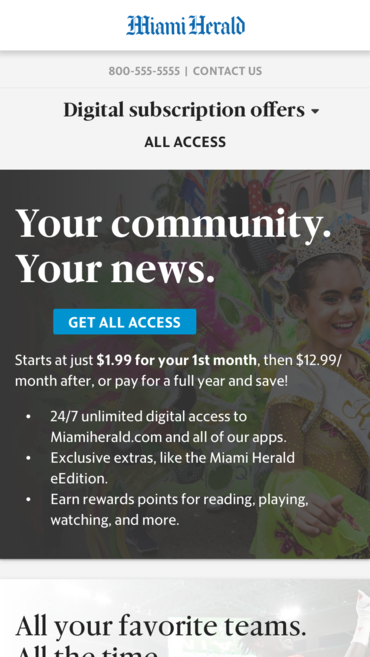 Miami Herald
800-555-5555 | CONTACT US
Digital subscription offers
ALL ACCESS
Your community.
Your news.
GET ALL ACCESS
Starts at just $1.99 for your 1st month, then $12.99/
month after, or pay for a full year and save!
• 24/7 unlimited digital access to
Miamiherald.com and all of our apps.
• Exclusive extras, like the Miami Herald
eEdition.
• Earn rewards points for reading, playing,
watching, and more.
All your favorite teams.
All the time.